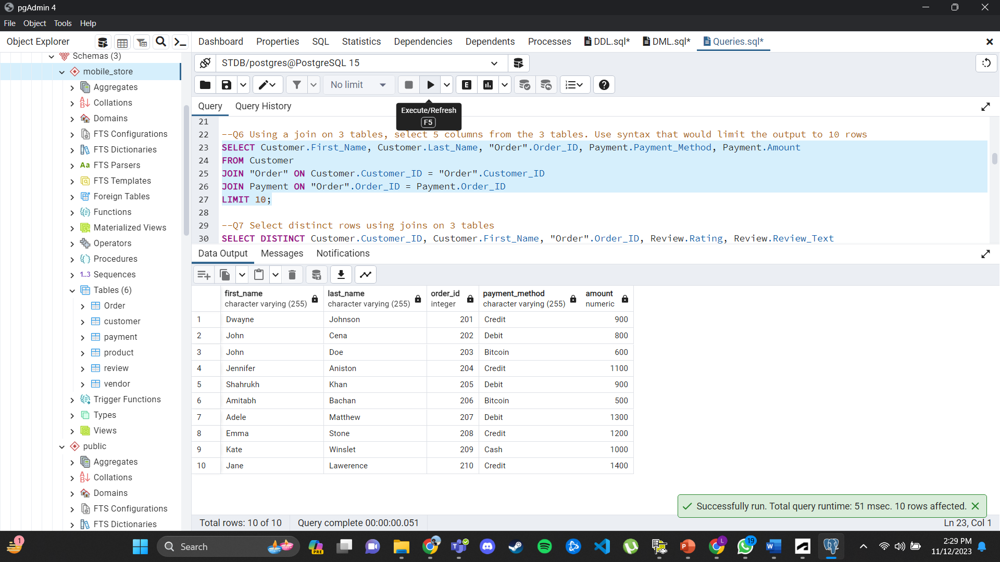 pgAdmin 4
File Object Tools Help
Object Explorer
Dashboard Properties SQL Statistics Dependencies Dependents Processes DDL.sql* DML.sql* Queries.sql*
Schemas (3)
mobile_store
Aggregates
Collations
Domains
FTS Configurations
FTS Dictionaries
FTS Parsers
FTS Templates
Foreign Tables
Functions
Materialized Views
Operators
Procedures
1..3 Sequences
Tables (6)
Order
customer
payment
product
review
vendor
Trigger Functions
Types
Views
public
Aggregates
Collations
Domains
FTS Configurations
FTS Dictionaries
STDB/postgres@PostgreSQL 15
No limit
Query Query History
Execute/Refresh
F5
21
22 --Q6 Using a join on 3 tables, select 5 columns from the 3 tables. Use syntax that would limit the output to 10 rows
23 SELECT Customer.First_Name, Customer.Last_Name, "Order".Order_ID, Payment.Payment_Method, Payment.Amount
24 FROM Customer
25 JOIN "Order" ON Customer.Customer_ID = "Order".Customer_ID
26 JOIN Payment ON "Order".Order_ID = Payment.Order_ID
27 LIMIT 10;
28
29 --Q7 Select distinct rows using joins on 3 tables
30 SELECT DISTINCT Customer.Customer_ID, Customer.First_Name, "Order".Order_ID, Review.Rating, Review.Review_Text
Data Output Messages Notifications
first_name last_name order_id payment_method amount
character varying (255) character varying (255) integer character varying (255) numeric
1 Dwayne Johnson 201 Credit 900
2 John Cena 202 Debit 800
3 John Doe 203 Bitcoin 600
4 Jennifer Aniston 204 Credit 1100
5 Shahrukh Khan 205 Debit 900
6 Amitabh Bachan 206 Bitcoin 500
7 Adele Matthew 207 Debit 1300
8 Emma Stone 208 Credit 1200
9 Kate Winslet 209 Cash 1000
10 Jane Lawerence 210 Credit 1400
Successfully run. Total query runtime: 51 msec. 10 rows affected.
Total rows: 10 of 10 Query complete 00:00:00.051 Ln 23, Col 1
1 Search PRE 19 2:29 PM
11/12/2023